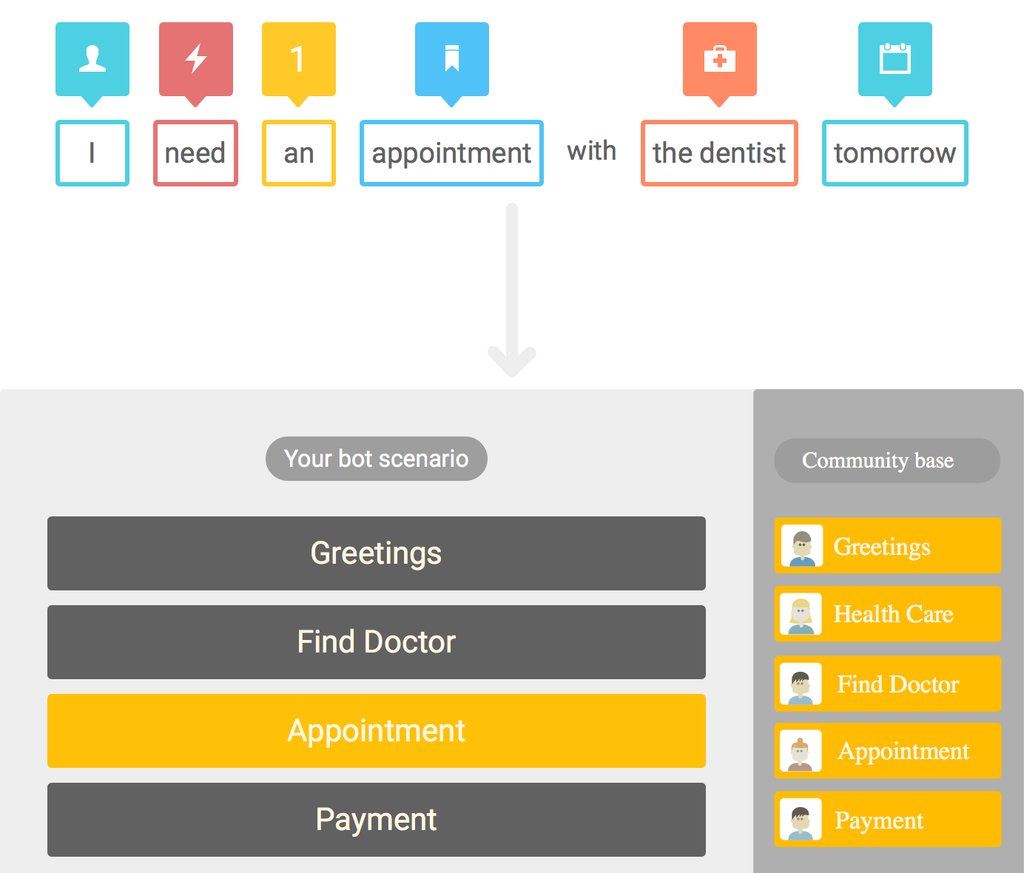 1
I need an appointment with the dentist tomorrow
Your bot scenario
Greetings
Find Doctor
Appointment
Payment
Community base
Greetings
Health Care
Find Doctor
Appointment
Payment